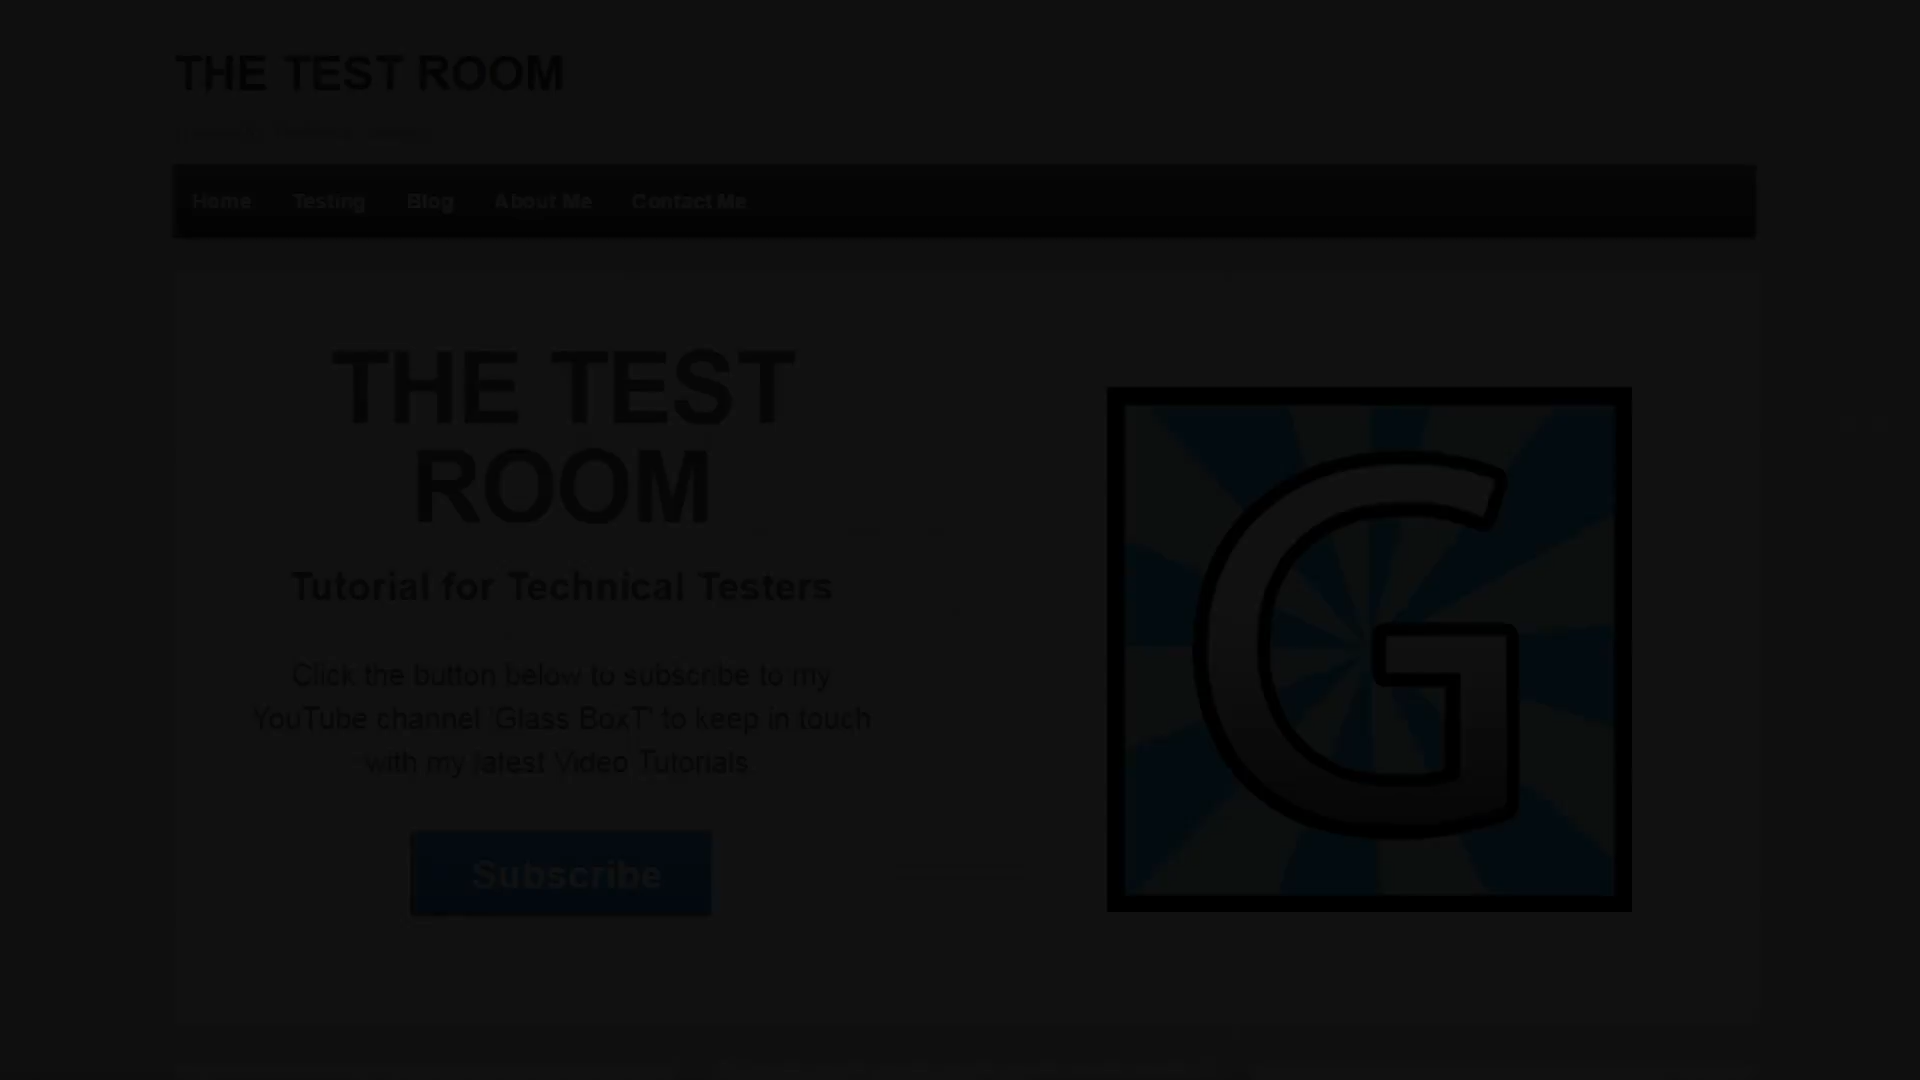 THE TEST ROOM
Home Testing Blog About Me Contact Me
THE TEST
ROOM
Tutorial for Technical Testers
Click the button below to subscribe to my
YouTube channel 'Glass BoxT' to keep in touch
with my latest Video Tutorials.
Subscribe
G